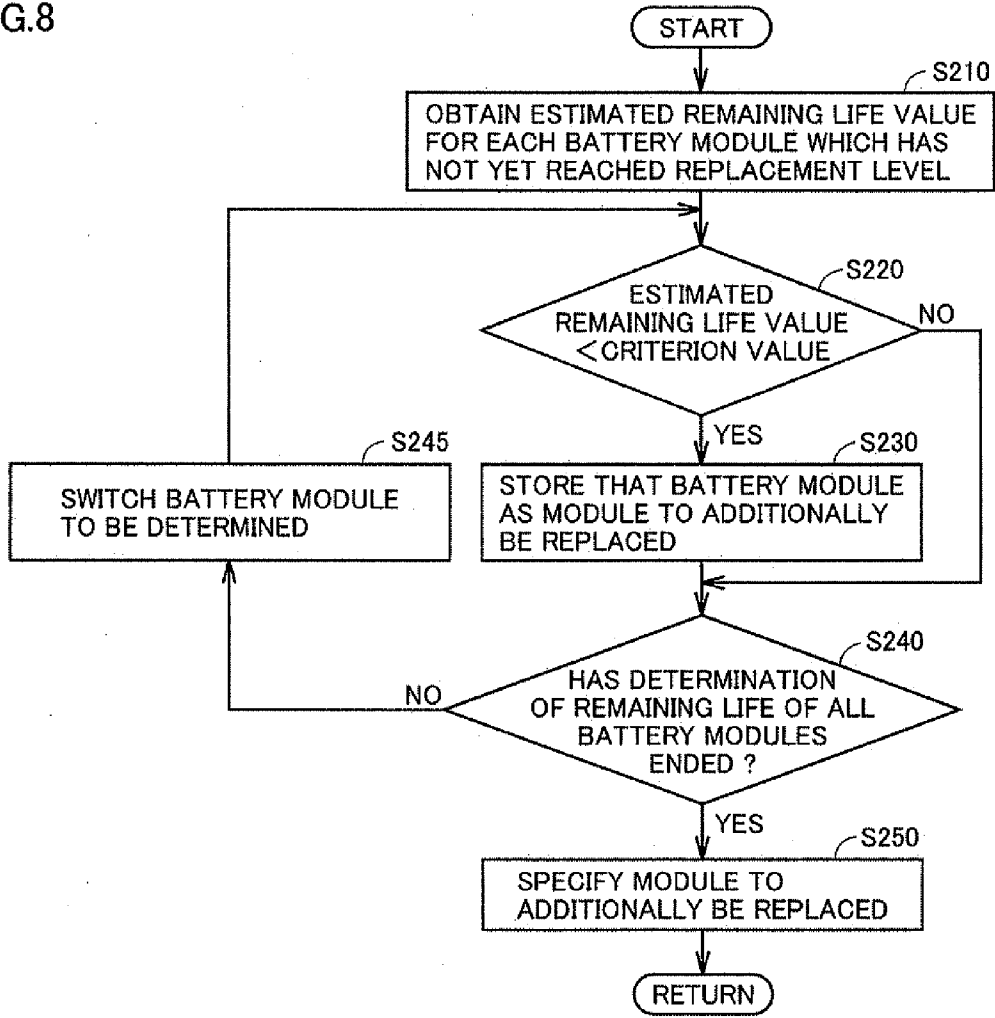 G.8
START
S210
OBTAIN ESTIMATED REMAINING LIFE VALUE
FOR EACH BATTERY MODULE WHICH HAS
NOT YET REACHED REPLACEMENT LEVEL
S220
ESTIMATED
REMAINING LIFE VALUE
<CRITERION VALUE
NO
YES
S230
STORE THAT BATTERY MODULE
AS MODULE TO ADDITIONALLY
BE REPLACED
S245
SWITCH BATTERY MODULE
TO BE DETERMINED
S240
HAS DETERMINATION
OF REMAINING LIFE OF ALL
BATTERY MODULES
ENDED ?
NO
YES
S250
SPECIFY MODULE TO
ADDITIONALLY BE REPLACED
RETURN